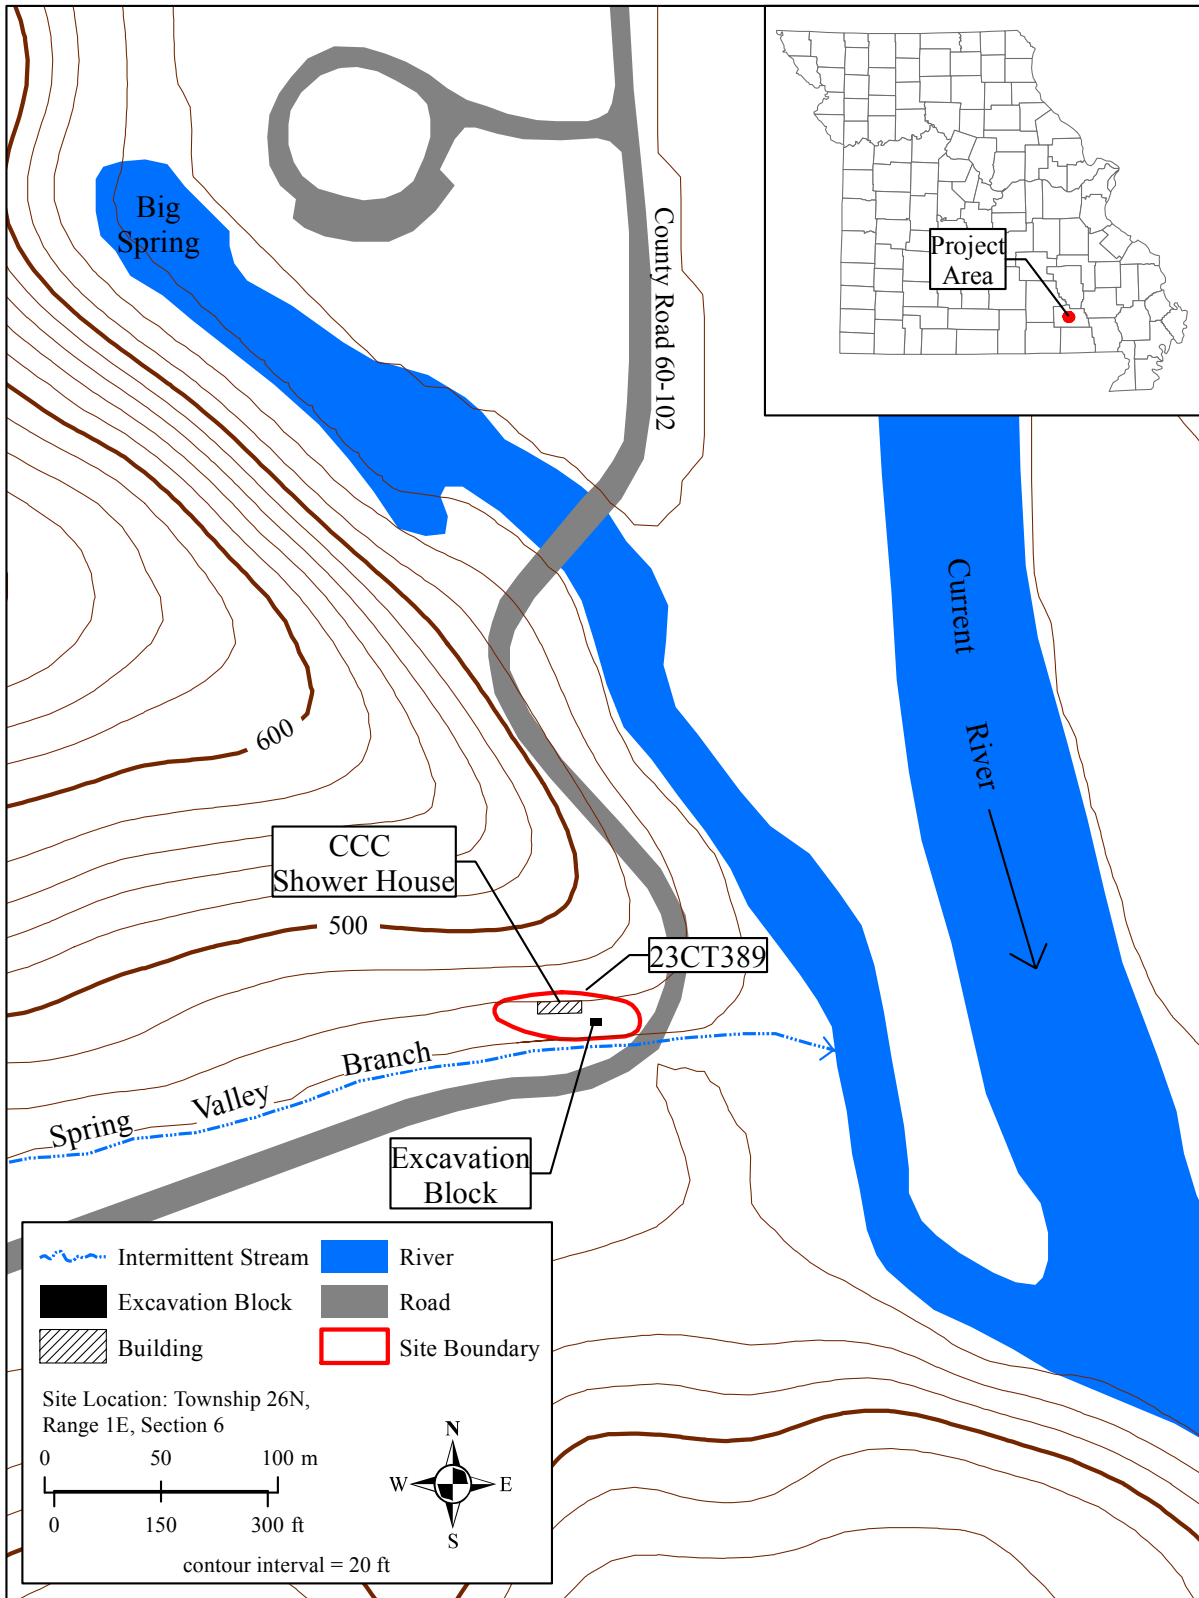 Big
Spring
County Road 60-102
Project
Area
Current
River
600
CCC
Shower House
500
23CT389
Spring Valley Branch
Excavation
Block
Intermittent Stream
River
Excavation Block
Road
Building
Site Boundary
Site Location: Township 26N,
Range 1E, Section 6
0 50 100 m
0 150 300 ft
N
W E
S
contour interval = 20 ft